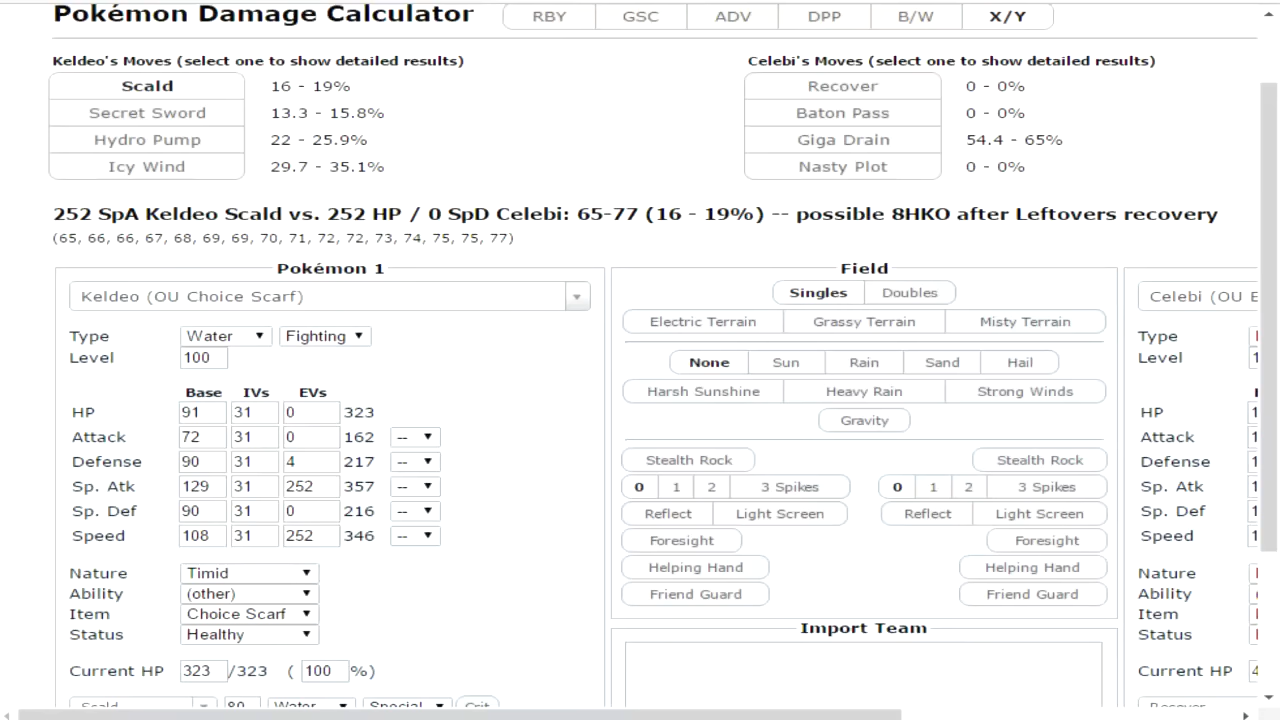 Pokémon Damage Calculator RBY GSC ADV DPP B/W X/Y
Keldeo's Moves (select one to show detailed results) Celebi's Moves (select one to show detailed results)
Scald 16 - 19% Recover 0 - 0%
Secret Sword 13.3 - 15.8% Baton Pass 0 - 0%
Hydro Pump 22 - 25.9% Giga Drain 54.4 - 65%
Icy Wind 29.7 - 35.1% Nasty Plot 0 - 0%
252 SpA Keldeo Scald vs. 252 HP / 0 SpD Celebi: 65-77 (16 - 19%) -- possible 8HKO after Leftovers recovery
(65, 66, 66, 67, 68, 69, 69, 70, 71, 72, 72, 73, 74, 75, 75, 77)
Pokémon 1
Keldeo (OU Choice Scarf)
Type Water Fighting
Level 100
Base IVs EVs
HP 91 31 0 323
Attack 72 31 0 162 --
Defense 90 31 4 217 --
Sp. Atk 129 31 252 357 --
Sp. Def 90 31 0 216 --
Speed 108 31 252 346 --
Nature Timid
Ability (other)
Item Choice Scarf
Status Healthy
Current HP 323 /323 ( 100 %)
Scald 80 Water Special Crit
Field
Singles Doubles
Electric Terrain Grassy Terrain Misty Terrain
None Sun Rain Sand Hail
Harsh Sunshine Heavy Rain Strong Winds
Gravity
Stealth Rock Stealth Rock
0 1 2 3 Spikes 0 1 2 3 Spikes
Reflect Light Screen Reflect Light Screen
Foresight Foresight
Helping Hand Helping Hand
Friend Guard Friend Guard
Import Team
Celebi (OU
Type
Level
HP
Attack
Defense
Sp. Atk
Sp. Def
Speed
Nature
Ability
Item
Status
Current HP
Recover